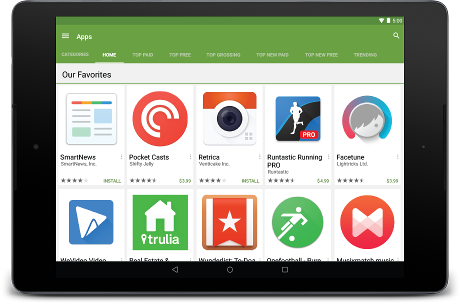 5:00
Apps
CATEGORIES HOME TOP PAID TOP FREE TOP GROSSING TOP NEW PAID TOP NEW FREE TRENDING
Our Favorites
PRO
SmartNews
SmartNews, Inc.
INSTALL
Pocket Casts
Shifty Jelly
$3.99
Retrica
Venticake Inc.
INSTALL
Runtastic Running
PRO
Runtastic
$4.99
Facetune
Lightricks Ltd.
$3.99
trulia
WeVideo Video
Real Estate &
Wunderlist: To-Do
Onefootball - Pure
Musixmatch music